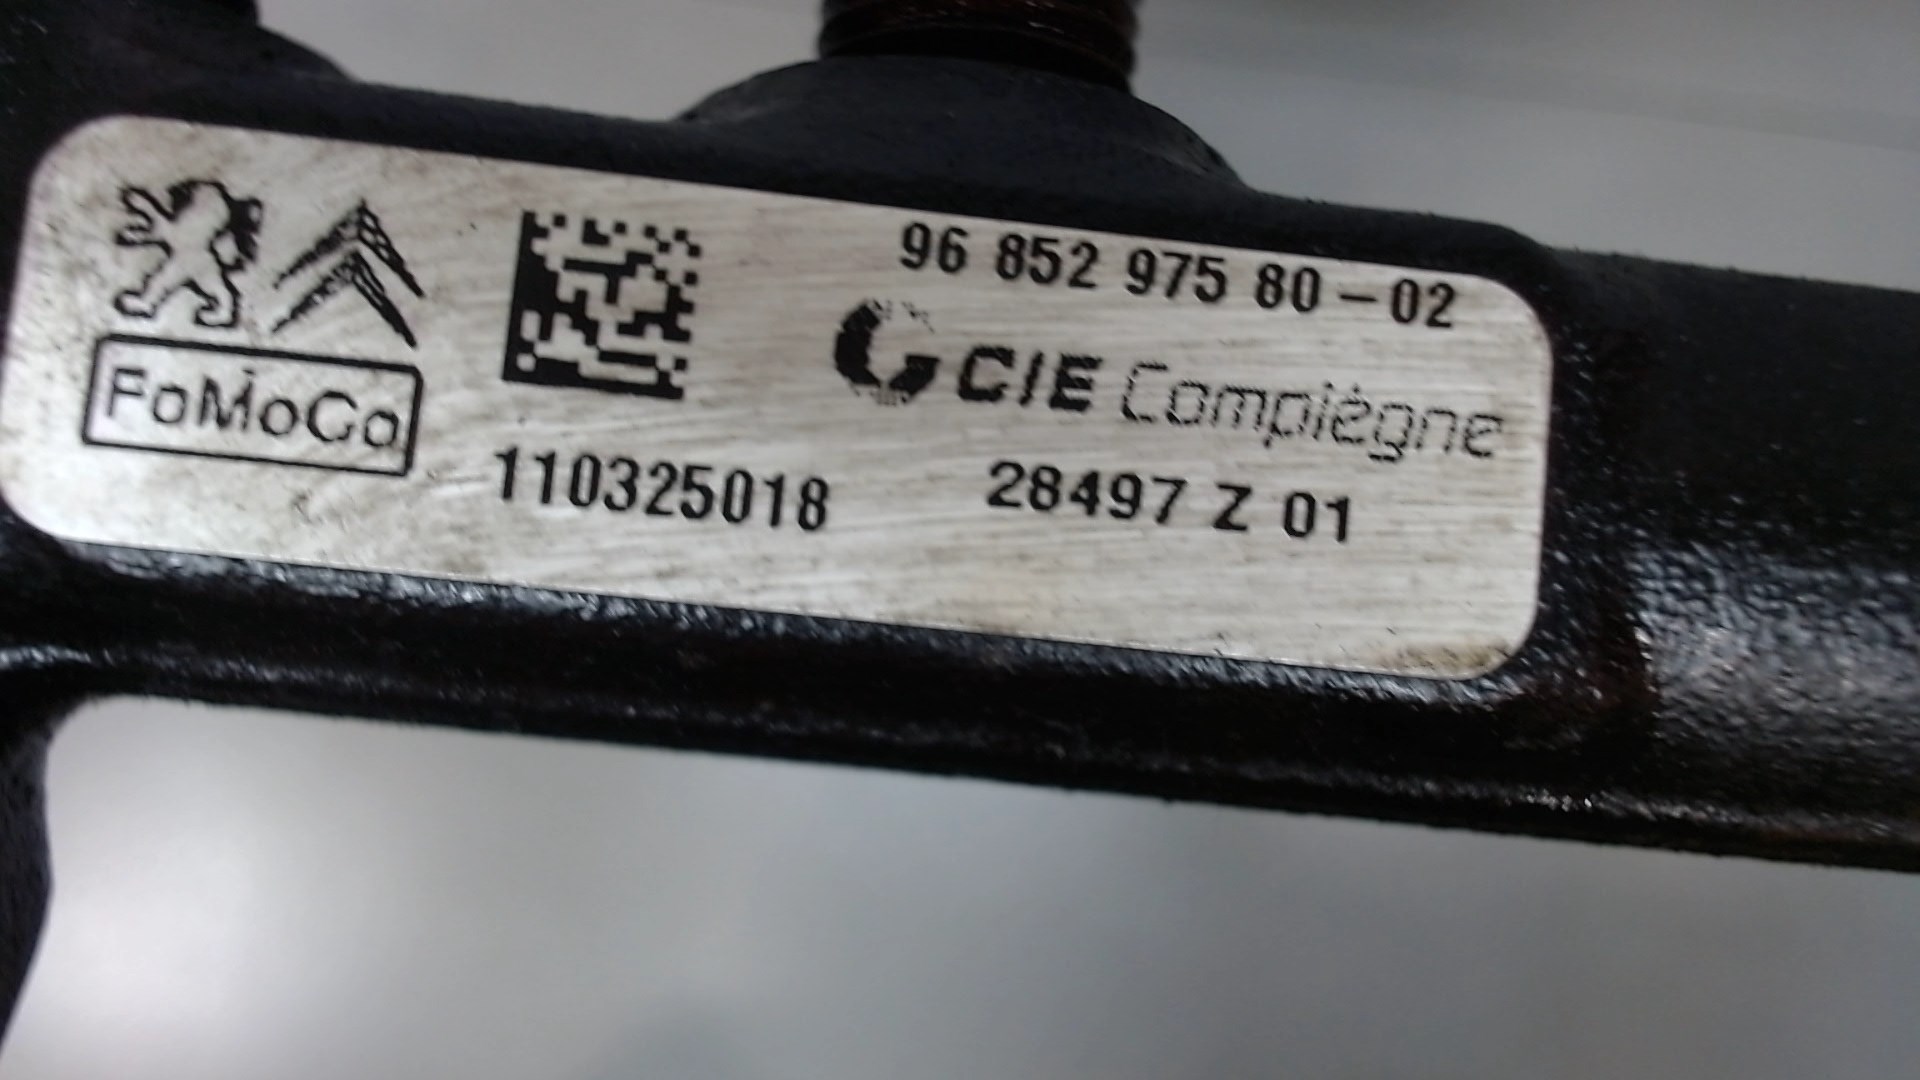 96 852 975 80-02
CIE Compiègne
FoMoCo
110325018 28497 Z 01